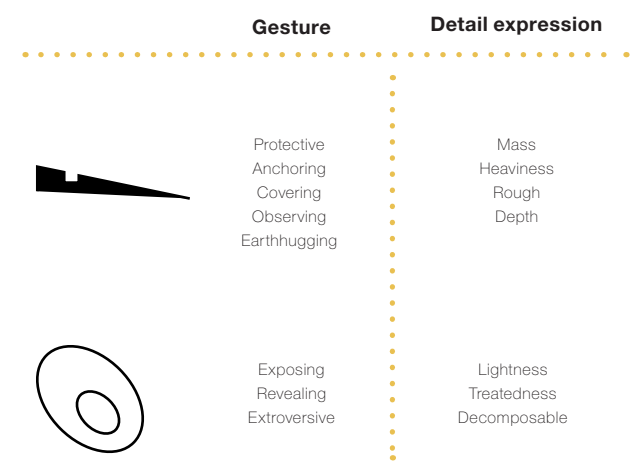 Gesture
Detail expression
Protective
Anchoring
Covering
Observing
Earthhugging
Mass
Heaviness
Rough
Depth
Exposing
Revealing
Extroversive
Lightness
Treatedness
Decomposable